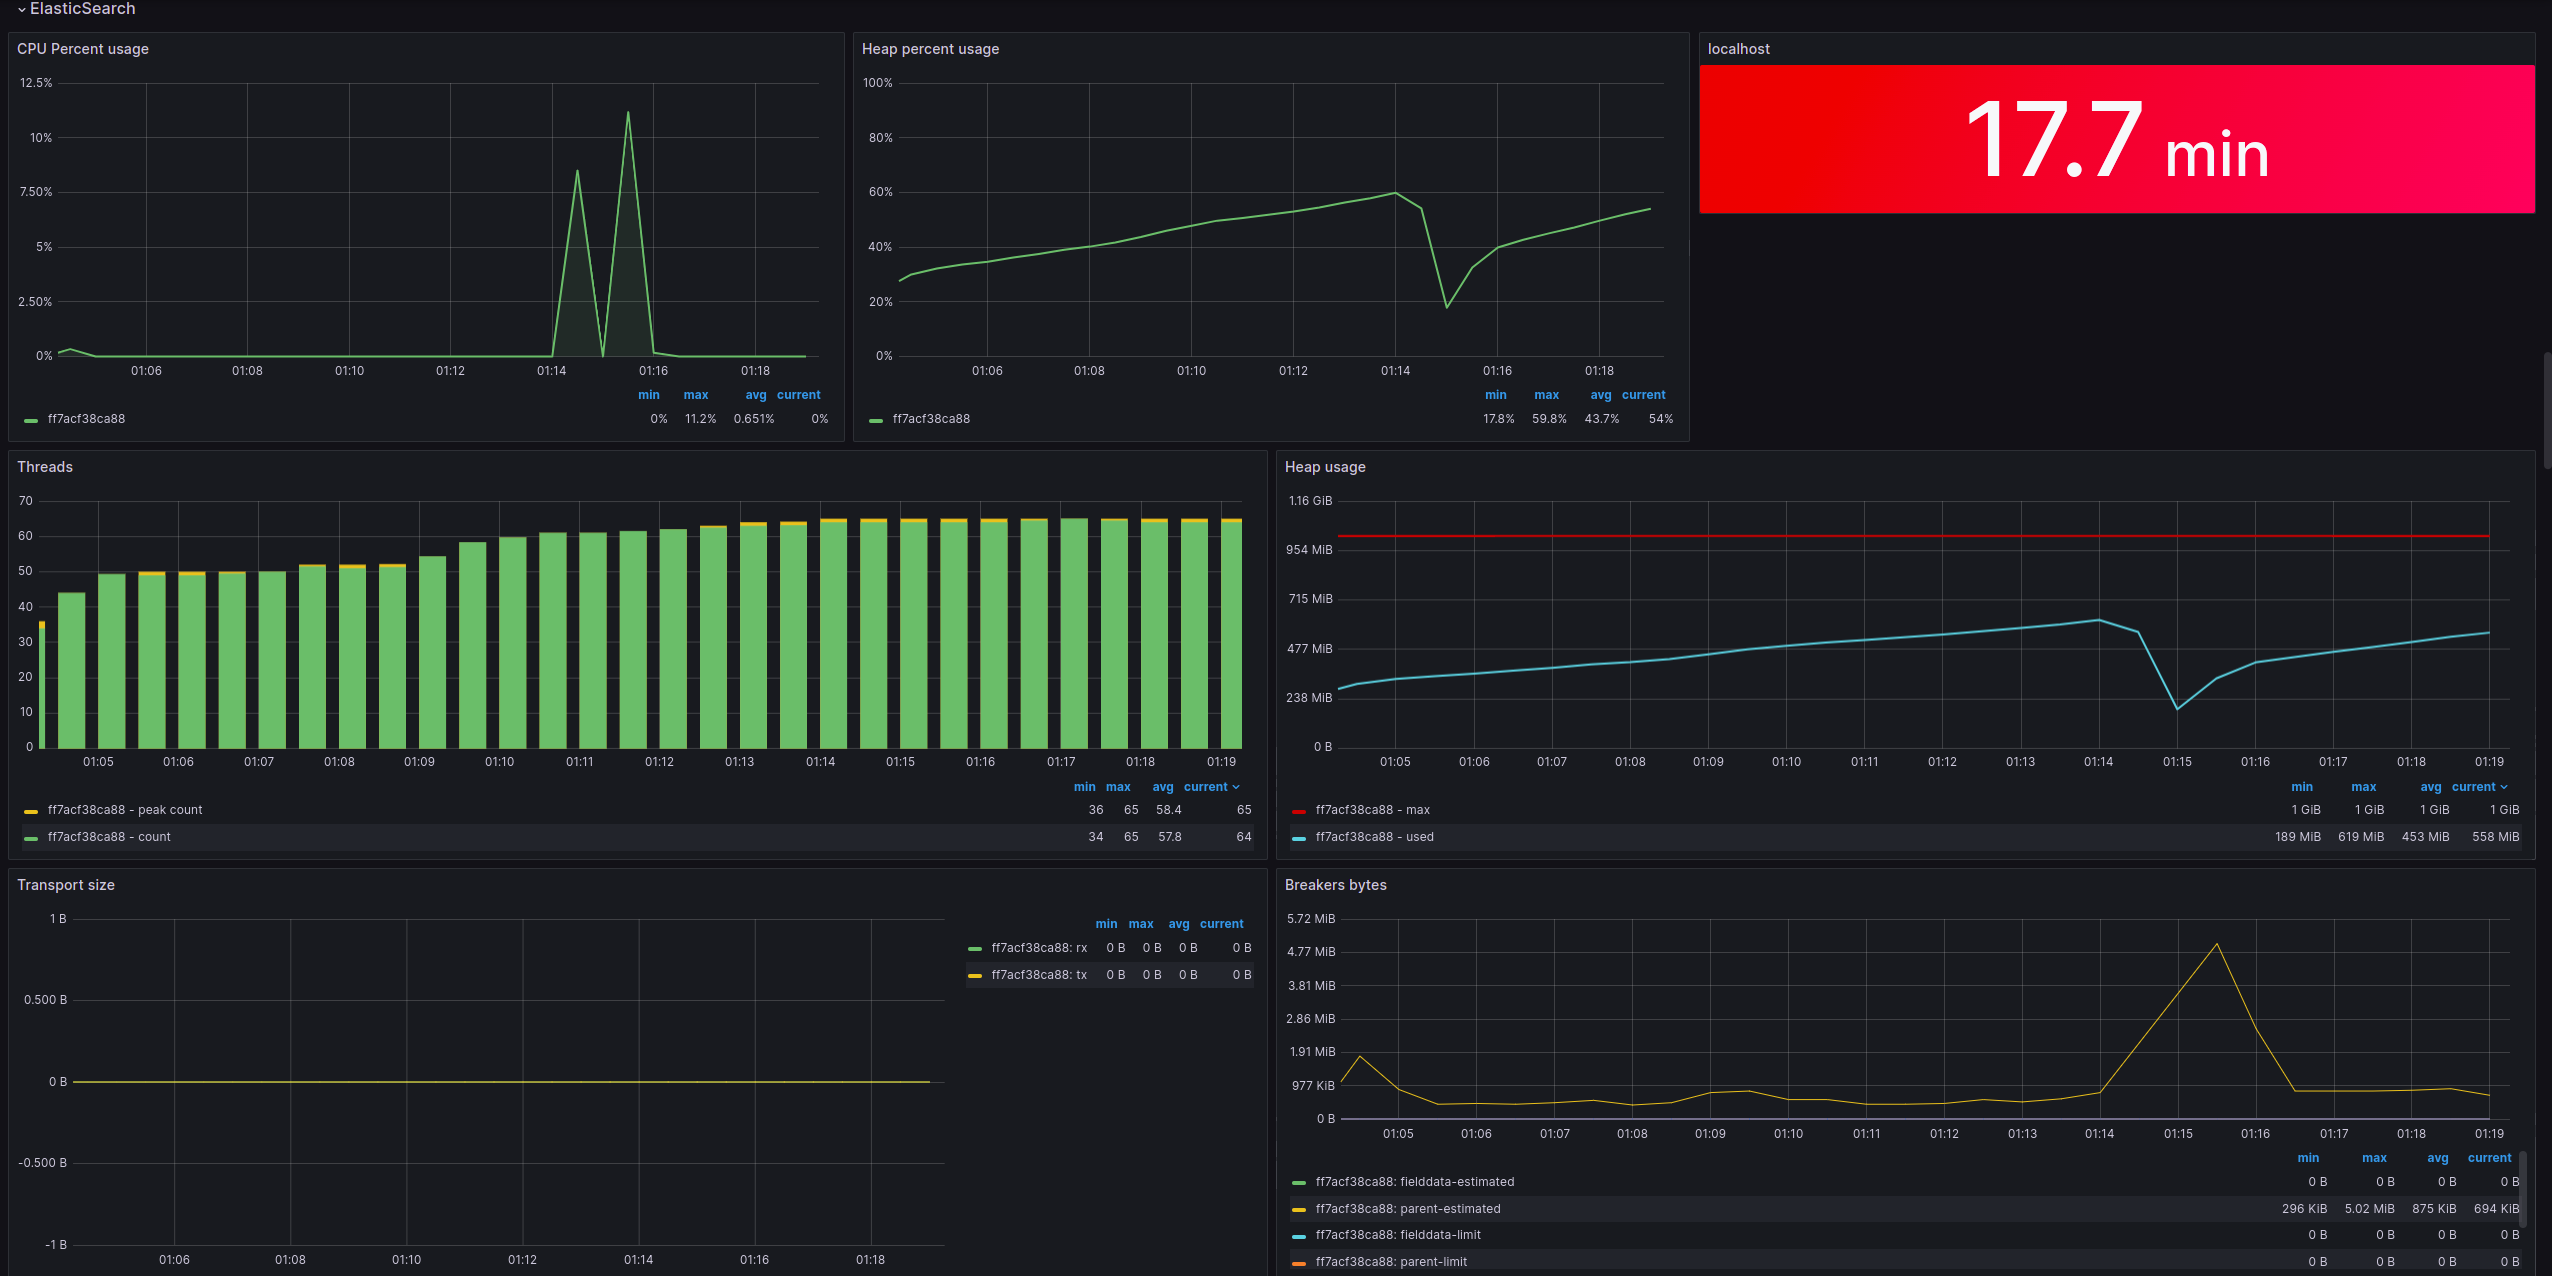 ElasticSearch
CPU Percent usage
12.5%
10%
7.50%
5%
2.50%
0%
01:06 01:08 01:10 01:12 01:14 01:16 01:18
min max avg current
ff7acf38ca88 0% 11.2% 0.651% 0%
Heap percent usage
100%
80%
60%
40%
20%
0%
01:06 01:08 01:10 01:12 01:14 01:16 01:18
min max avg current
ff7acf38ca88 17.8% 59.8% 43.7% 54%
localhost
17.7 min
Threads
70
60
50
40
30
20
10
0
01:05 01:06 01:07 01:08 01:09 01:10 01:11 01:12 01:13 01:14 01:15 01:16 01:17 01:18 01:19
min max avg current
ff7acf38ca88 - peak count 36 65 58.4 65
ff7acf38ca88 - count 34 65 57.8 64
Heap usage
1.16 GiB
954 MiB
715 MiB
477 MiB
238 MiB
0 B
01:05 01:06 01:07 01:08 01:09 01:10 01:11 01:12 01:13 01:14 01:15 01:16 01:17 01:18 01:19
min max avg current
ff7acf38ca88 - max 1 GiB 1 GiB 1 GiB 1 GiB
ff7acf38ca88 - used 189 MiB 619 MiB 453 MiB 558 MiB
Transport size
1 B
0.500 B
0 B
-0.500 B
-1 B
01:06 01:08 01:10 01:12 01:14 01:16 01:18
min max avg current
ff7acf38ca88: rx 0 B 0 B 0 B 0 B
ff7acf38ca88: tx 0 B 0 B 0 B 0 B
Breakers bytes
5.72 MiB
4.77 MiB
3.81 MiB
2.86 MiB
1.91 MiB
977 KiB
0 B
01:05 01:06 01:07 01:08 01:09 01:10 01:11 01:12 01:13 01:14 01:15 01:16 01:17 01:18 01:19
min max avg current
ff7acf38ca88: fielddata-estimated 0 B 0 B 0 B 0 B
ff7acf38ca88: parent-estimated 296 KiB 5.02 MiB 875 KiB 694 KiB
ff7acf38ca88: fielddata-limit 0 B 0 B 0 B 0 B
ff7acf38ca88: parent-limit 0 B 0 B 0 B 0 B